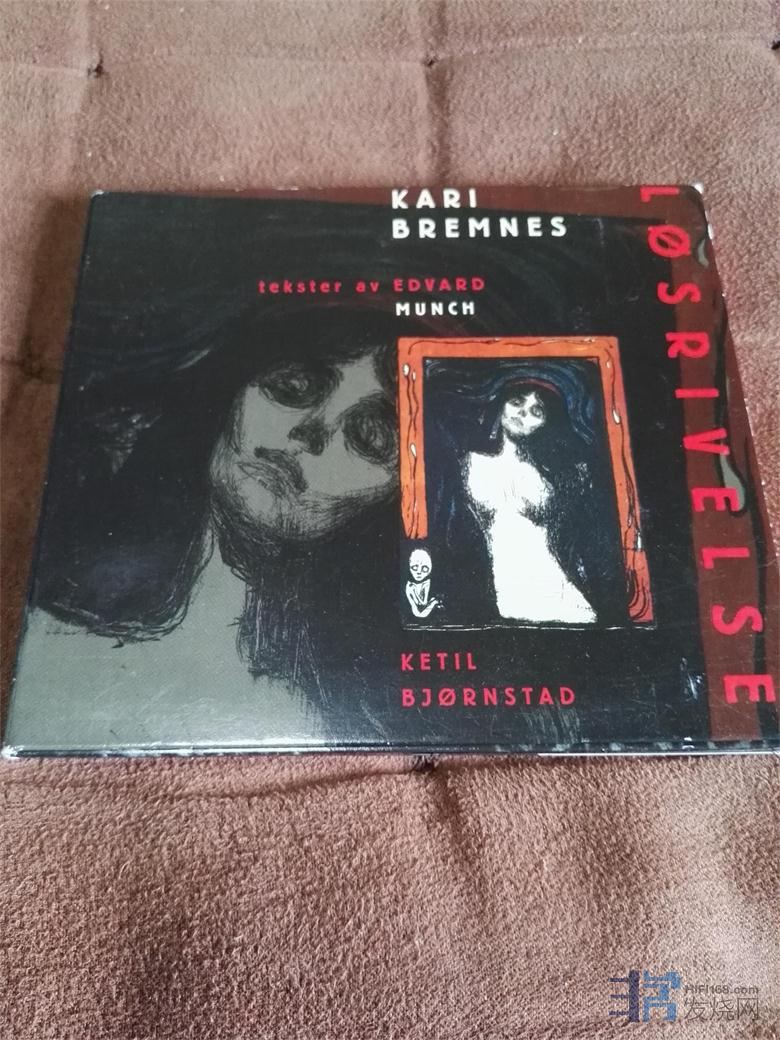 KARI
BREMNES
tekster av EDVARD
MUNCH
LØSRIVELSE
KETIL
BJØRNSTAD
HIFI168.com
发烧网